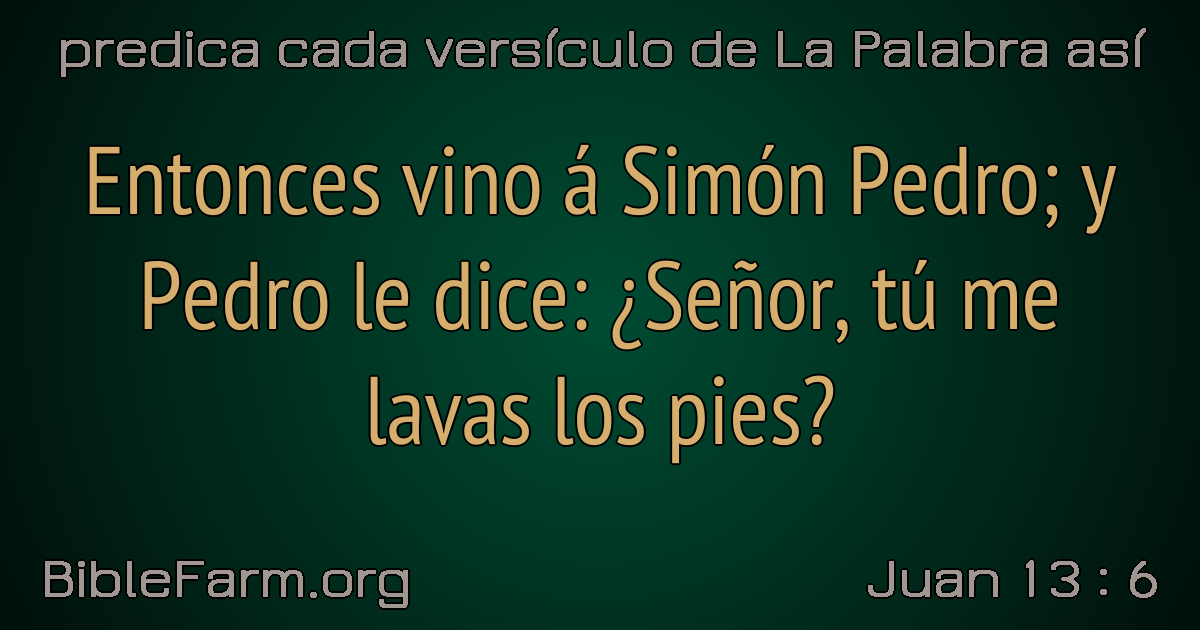 predica cada versículo de La Palabra así
Entonces vino á Simón Pedro; y
Pedro le dice: ¿Señor, tú me
lavas los pies?
BibleFarm.org
Juan 13 : 6